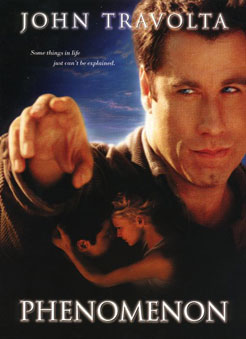 JOHN TRAVOLTA
Some things in life
just can't be explained.
PHENOMENON